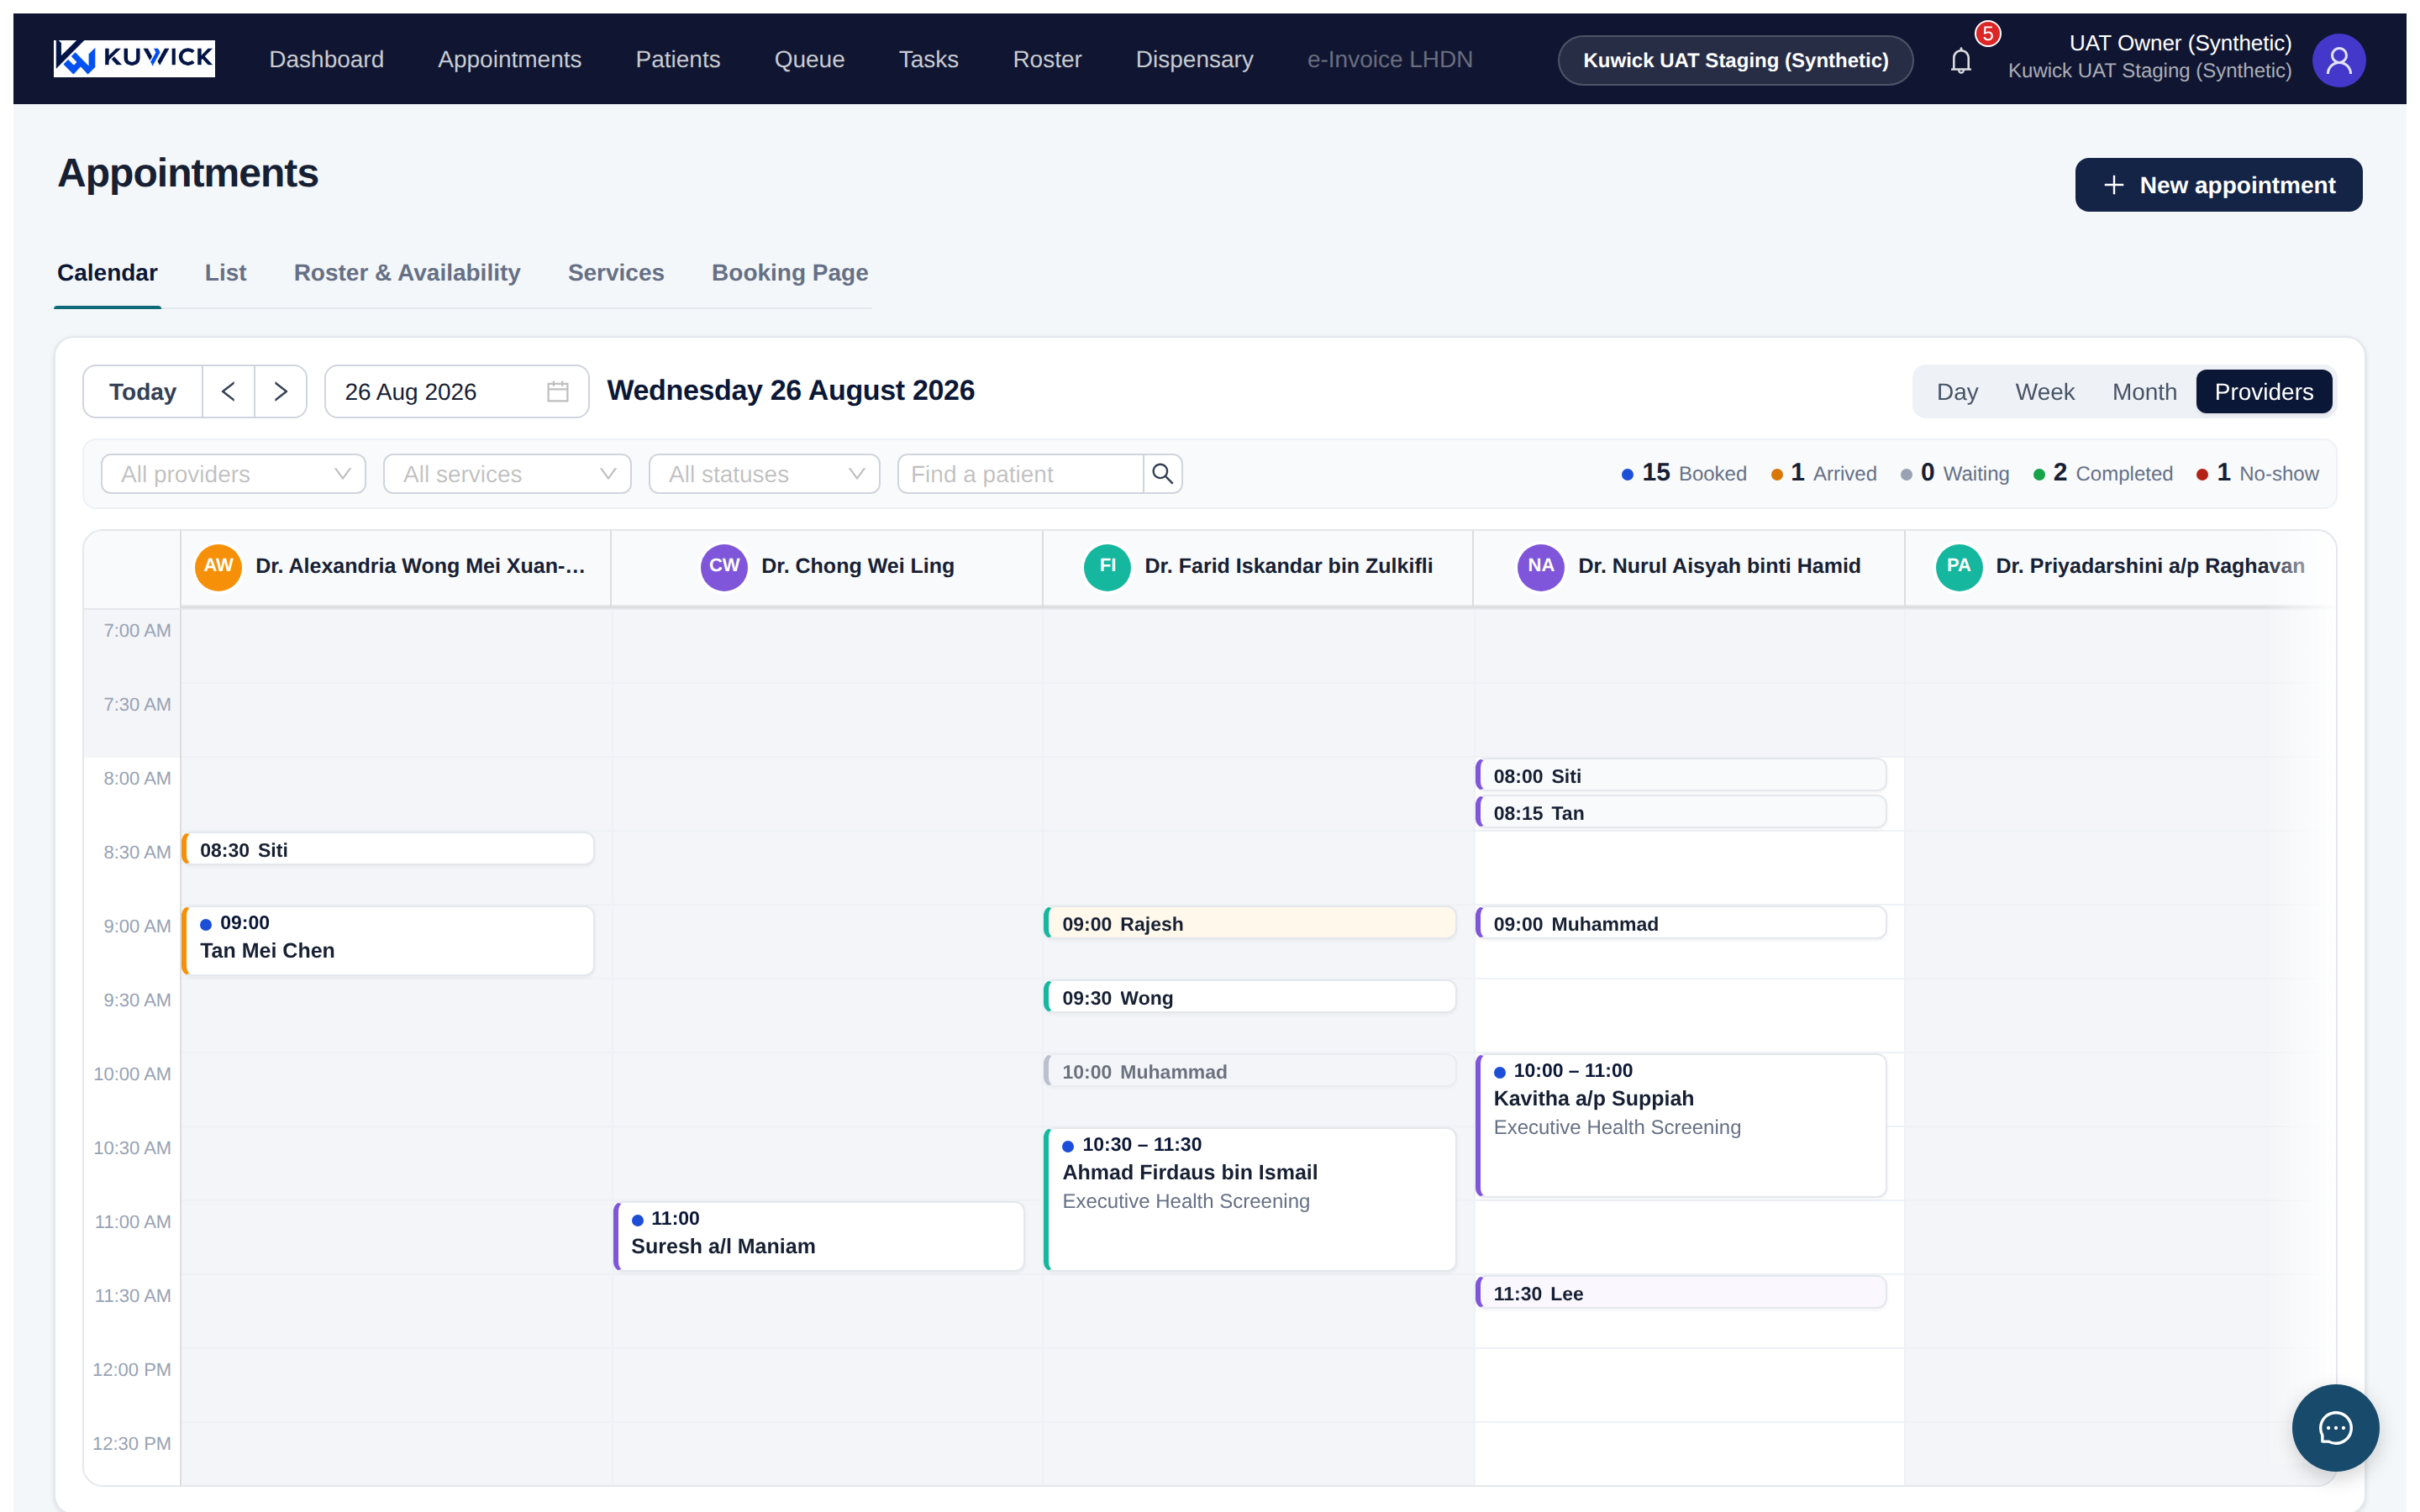 KUWICK
Dashboard
Appointments
Patients
Queue
Tasks
Roster
Dispensary
e-Invoice LHDN
Kuwick UAT Staging (Synthetic)
5
UAT Owner (Synthetic)
Kuwick UAT Staging (Synthetic)
Appointments
New appointment
Calendar
List
Roster & Availability
Services
Booking Page
Today
26 Aug 2026
Wednesday 26 August 2026
Day
Week
Month
Providers
All providers
All services
All statuses
Find a patient
15 Booked
1 Arrived
0 Waiting
2 Completed
1 No-show
AW Dr. Alexandria Wong Mei Xuan-…
CW Dr. Chong Wei Ling
FI Dr. Farid Iskandar bin Zulkifli
NA Dr. Nurul Aisyah binti Hamid
PA Dr. Priyadarshini a/p Raghavan
7:00 AM
7:30 AM
8:00 AM
08:00 Siti
08:15 Tan
8:30 AM
08:30 Siti
9:00 AM
09:00
Tan Mei Chen
09:00 Rajesh
09:00 Muhammad
9:30 AM
09:30 Wong
10:00 AM
10:00 Muhammad
10:00 – 11:00
Kavitha a/p Suppiah
Executive Health Screening
10:30 AM
10:30 – 11:30
Ahmad Firdaus bin Ismail
Executive Health Screening
11:00 AM
11:00
Suresh a/l Maniam
11:30 AM
11:30 Lee
12:00 PM
12:30 PM